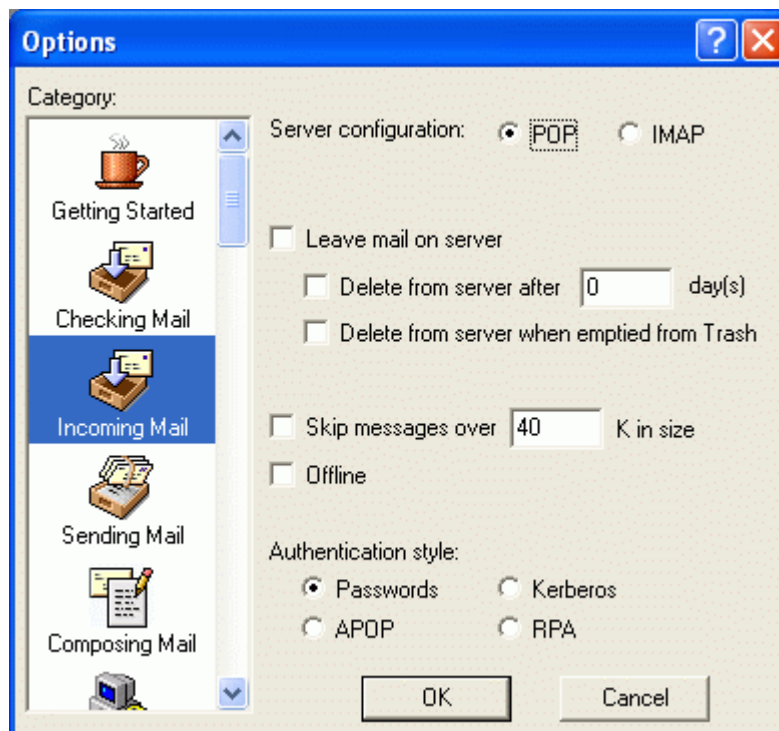 Options
Category:
Getting Started
Checking Mail
Incoming Mail
Sending Mail
Composing Mail
Server configuration: POP IMAP
Leave mail on server
Delete from server after 0 day(s)
Delete from server when emptied from Trash
Skip messages over 40 K in size
Offline
Authentication style:
Passwords Kerberos
APOP RPA
OK Cancel